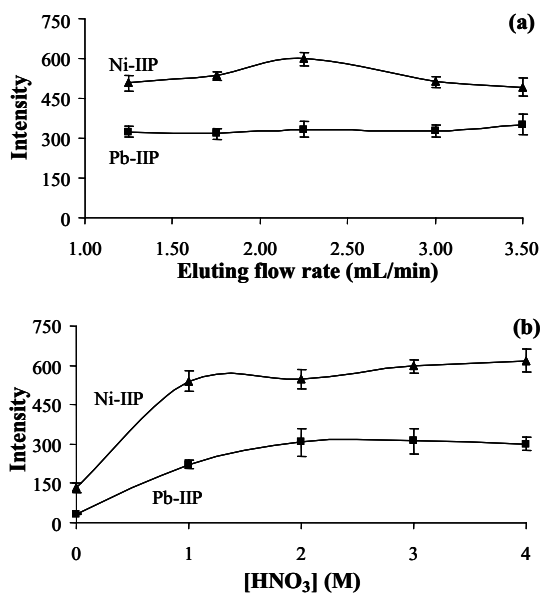 (a)
750
600
450
300
150
0
Intensity
Ni-IIP
Pb-IIP
1.00 1.50 2.00 2.50 3.00 3.50
Eluting flow rate (mL/min)
(b)
750
600
450
300
150
0
Intensity
Ni-IIP
Pb-IIP
0 1 2 3 4
[HNO₃] (M)